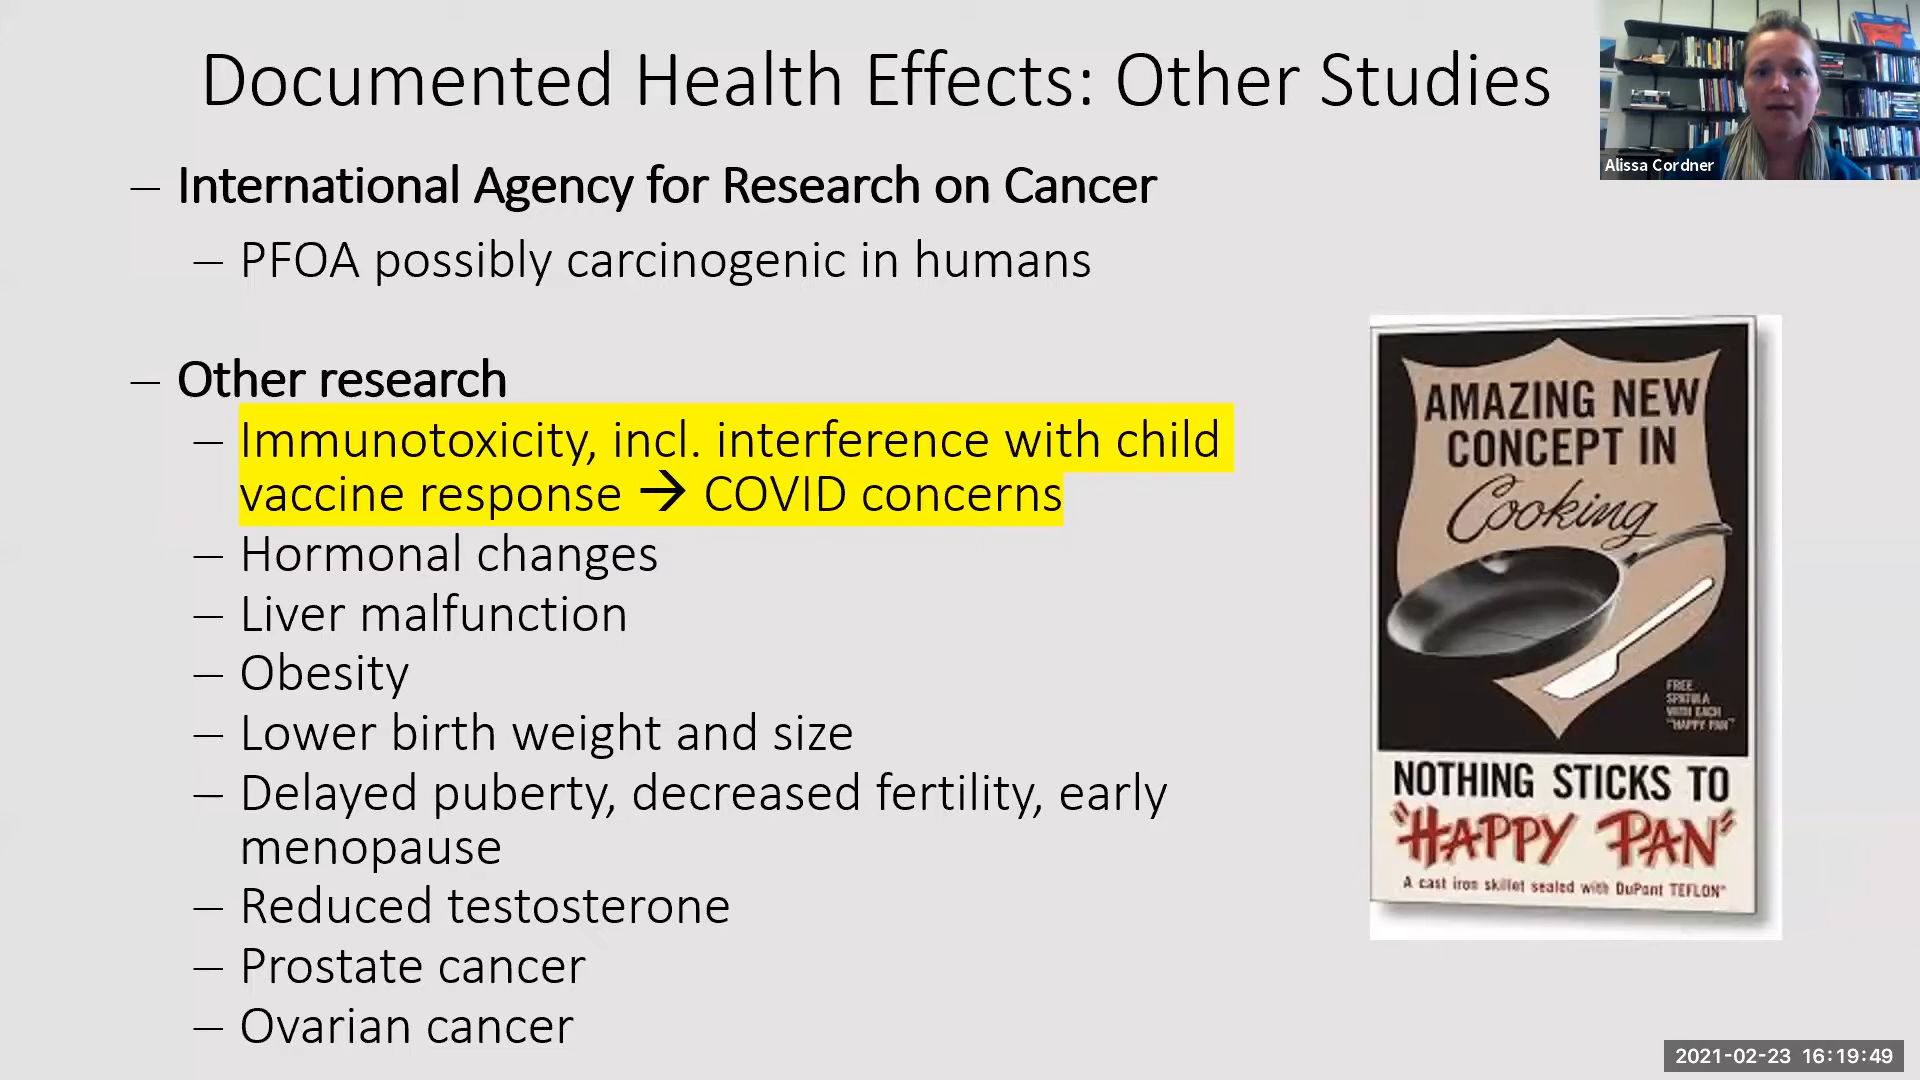 Documented Health Effects: Other Studies
Alissa Cordner
– International Agency for Research on Cancer
– PFOA possibly carcinogenic in humans
– Other research
– Immunotoxicity, incl. interference with child
vaccine response → COVID concerns
– Hormonal changes
– Liver malfunction
– Obesity
– Lower birth weight and size
– Delayed puberty, decreased fertility, early
menopause
– Reduced testosterone
– Prostate cancer
– Ovarian cancer
AMAZING NEW
CONCEPT IN
Cooking
FREE
SPATULA
WITH EACH
"HAPPY PAN"
NOTHING STICKS TO
"HAPPY PAN"
A cast iron skillet sealed with DuPont TEFLON®
2021-02-23 16:19:49